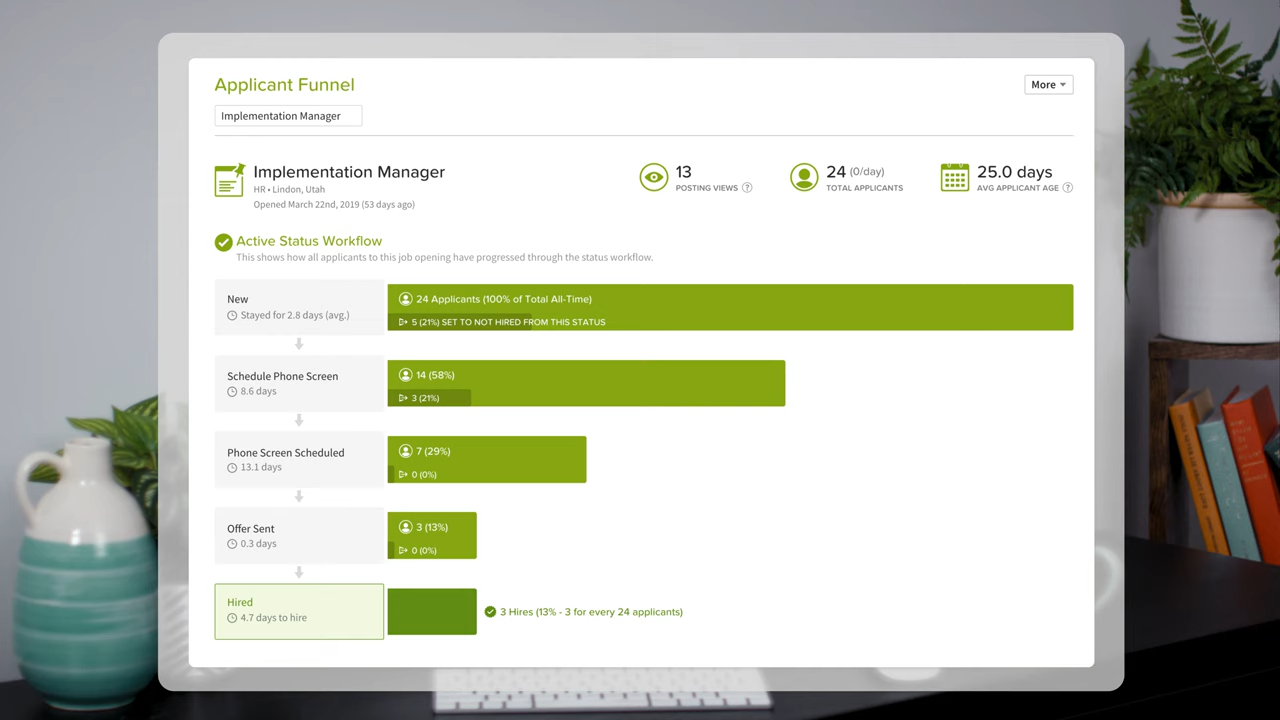 Applicant Funnel
More
Implementation Manager
Implementation Manager
HR • Lindon, Utah
Opened March 22nd, 2019 (53 days ago)
13
POSTING VIEWS ?
24 (0/day)
TOTAL APPLICANTS
25.0 days
AVG APPLICANT AGE ?
Active Status Workflow
This shows how all applicants to this job opening have progressed through the status workflow.
New
Stayed for 2.8 days (avg.)
24 Applicants (100% of Total All-Time)
5 (21%) SET TO NOT HIRED FROM THIS STATUS
Schedule Phone Screen
8.6 days
14 (58%)
3 (21%)
Phone Screen Scheduled
13.1 days
7 (29%)
0 (0%)
Offer Sent
0.3 days
3 (13%)
0 (0%)
Hired
4.7 days to hire
3 Hires (13% - 3 for every 24 applicants)